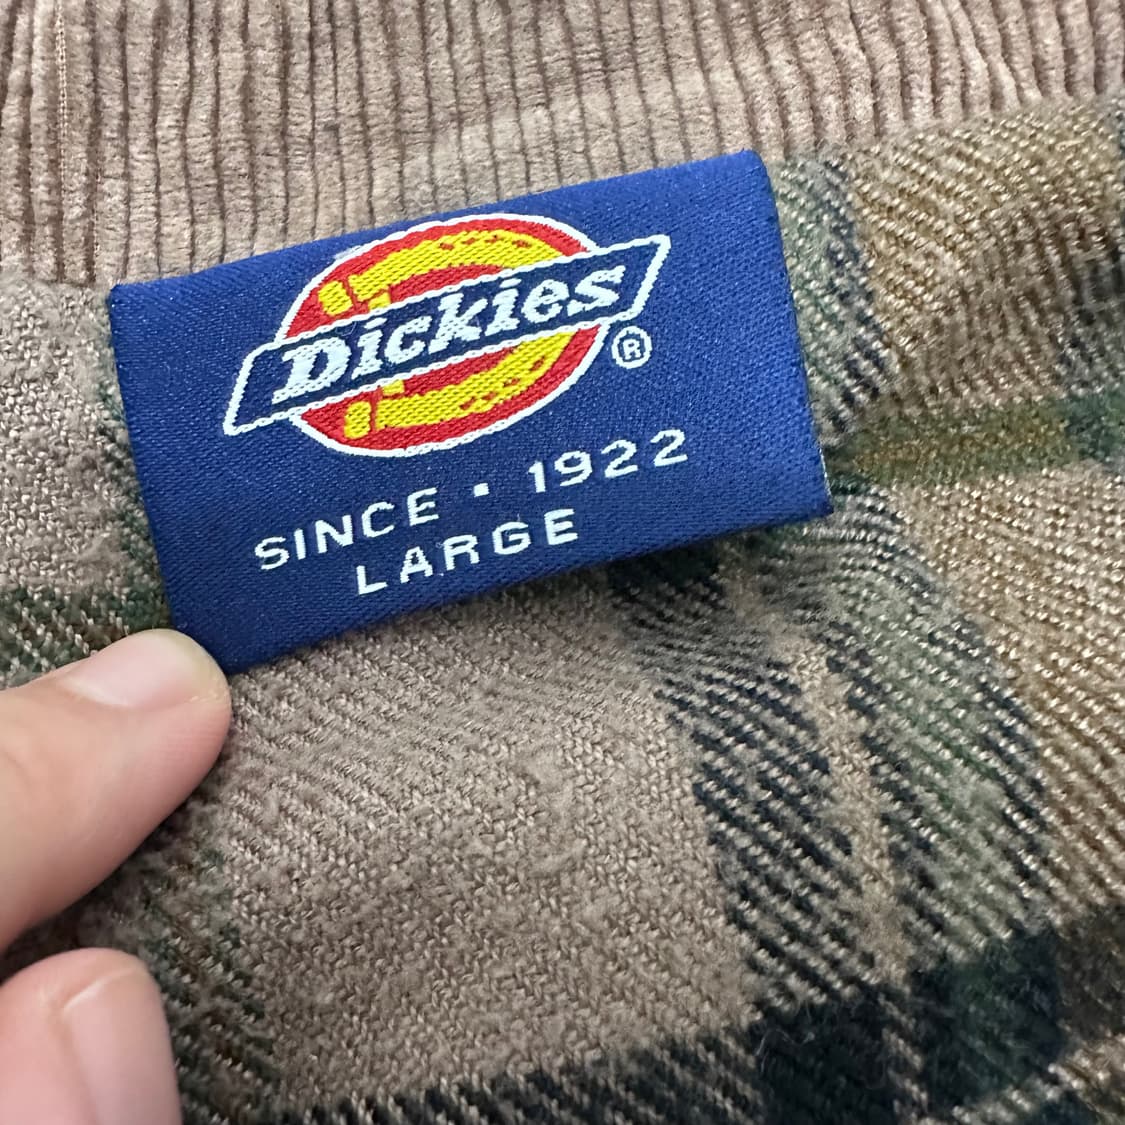 Dickies ®
SINCE · 1922
LARGE